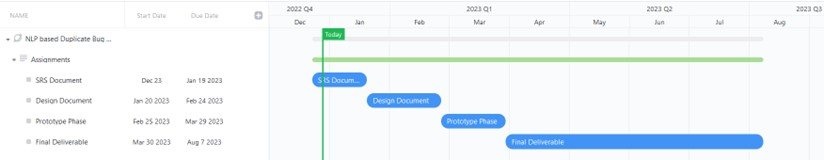 2022 Q4 2023 Q1 2023 Q2 2023 Q3
NAME Start Date Due Date Dec Jan Feb Mar Apr May Jun Jul Aug
Today
NLP based Duplicate Bug ...
Assignments
SRS Document Dec 23 Jan 19 2023 SRS Docum...
Design Document Jan 20 2023 Feb 24 2023 Design Document
Prototype Phase Feb 25 2023 Mar 29 2023 Prototype Phase
Final Deliverable Mar 30 2023 Aug 7 2023 Final Deliverable